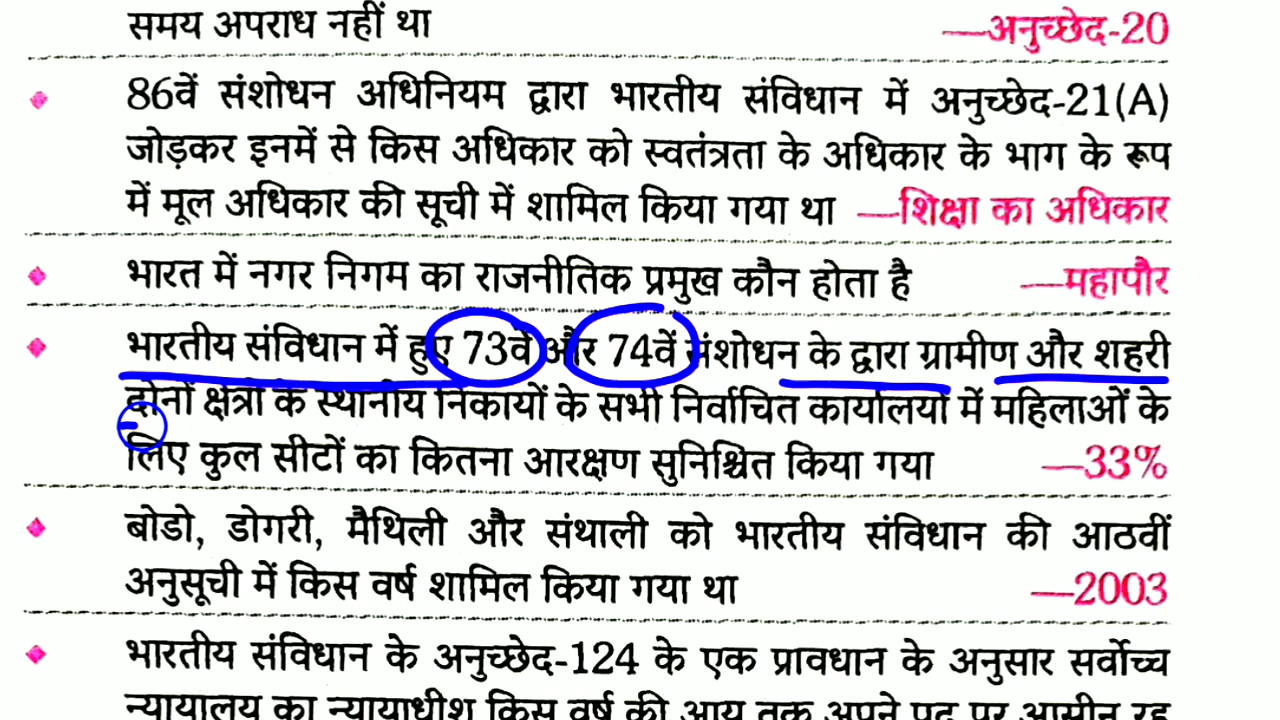 समय अपराध नहीं था —अनुच्छेद-20
86वें संशोधन अधिनियम द्वारा भारतीय संविधान में अनुच्छेद-21(A)
जोड़कर इनमें से किस अधिकार को स्वतंत्रता के अधिकार के भाग के रूप
में मूल अधिकार की सूची में शामिल किया गया था —शिक्षा का अधिकार
भारत में नगर निगम का राजनीतिक प्रमुख कौन होता है —महापौर
भारतीय संविधान में हुए 73वें और 74वें संशोधन के द्वारा ग्रामीण और शहरी
दोनों क्षेत्रों के स्थानीय निकायों के सभी निर्वाचित कार्यालयों में महिलाओं के
लिए कुल सीटों का कितना आरक्षण सुनिश्चित किया गया —33%
बोडो, डोगरी, मैथिली और संथाली को भारतीय संविधान की आठवीं
अनुसूची में किस वर्ष शामिल किया गया था —2003
भारतीय संविधान के अनुच्छेद-124 के एक प्रावधान के अनुसार सर्वोच्च
न्यायालय का न्यायाधीश किस वर्ष की आयु तक अपने पद पर आसीन रह